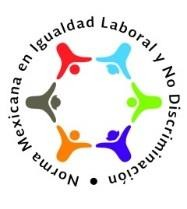 Norma Mexicana en Igualdad Laboral y No Discriminación •